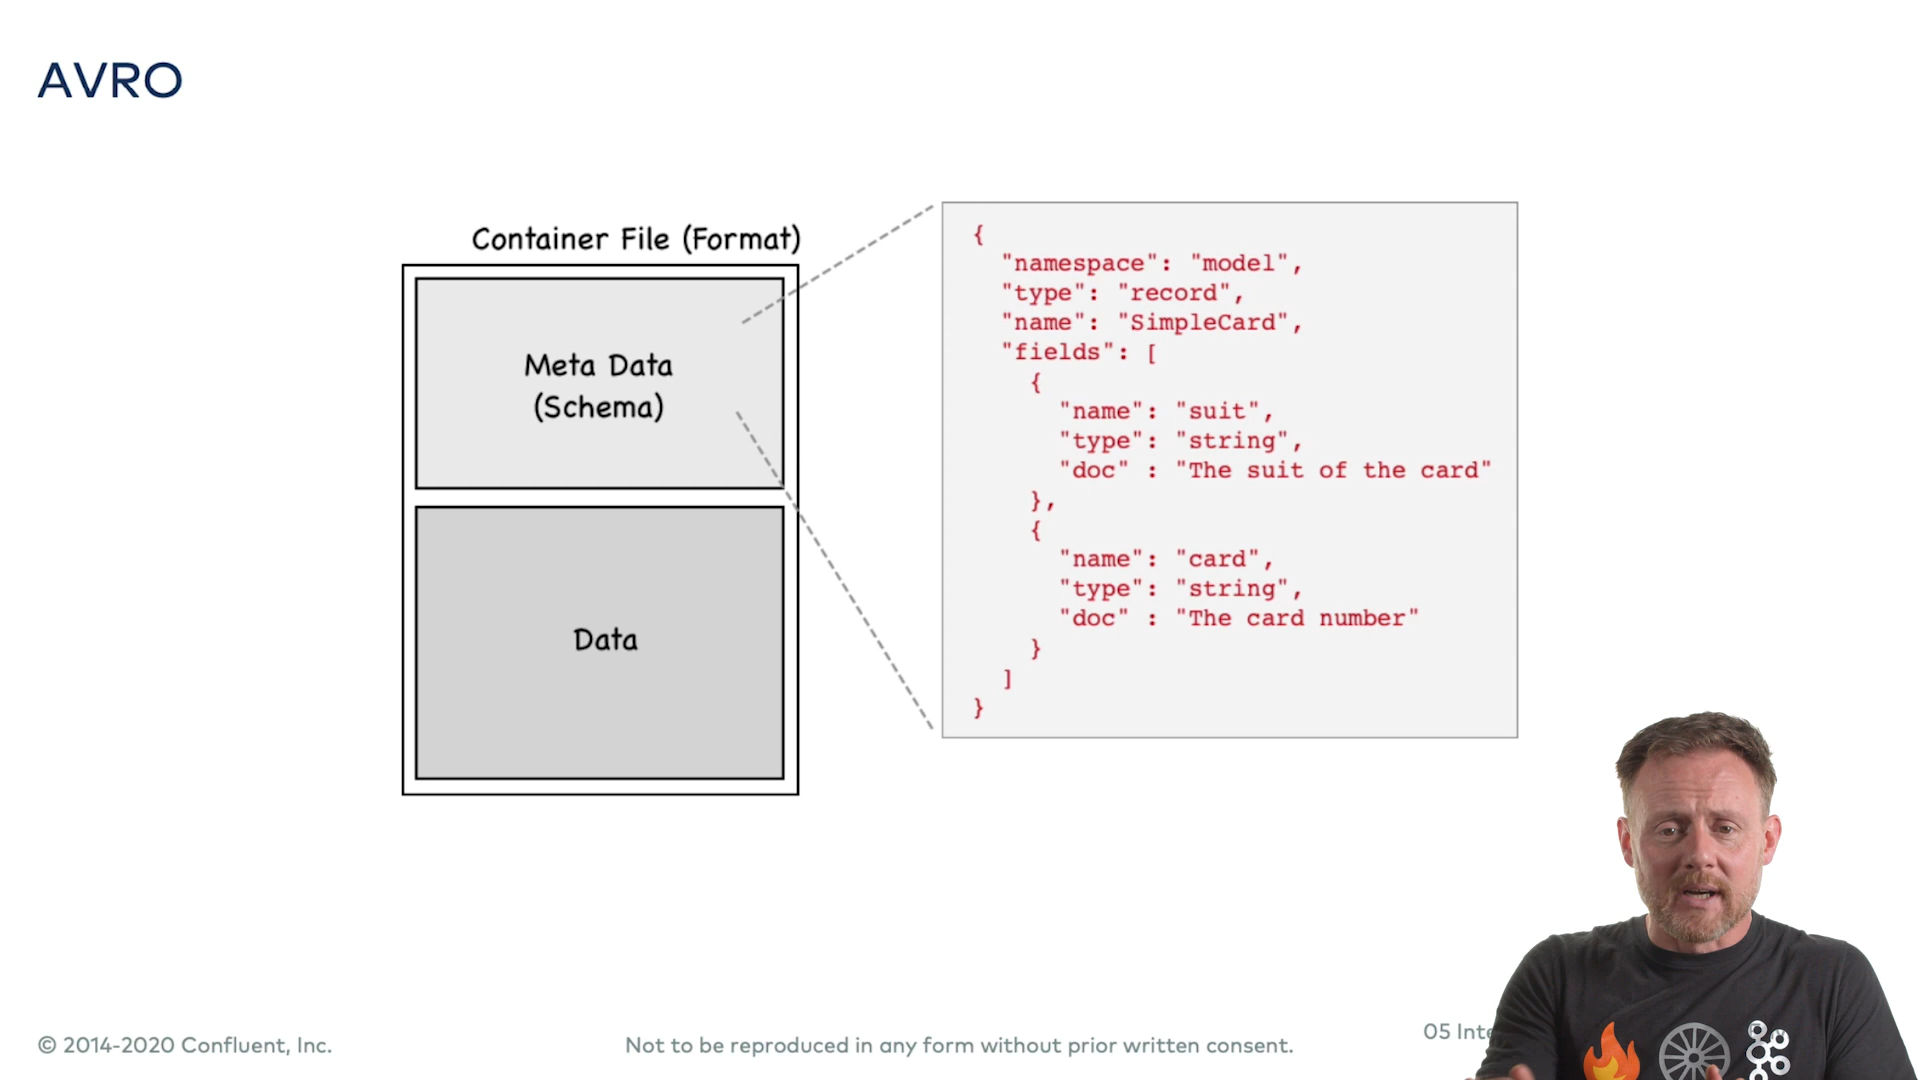 AVRO
Container File (Format)
Meta Data
(Schema)
Data
{
"namespace": "model",
"type": "record",
"name": "SimpleCard",
"fields": [
{
"name": "suit",
"type": "string",
"doc" : "The suit of the card"
},
{
"name": "card",
"type": "string",
"doc" : "The card number"
}
]
}
© 2014-2020 Confluent, Inc.
Not to be reproduced in any form without prior written consent.
05